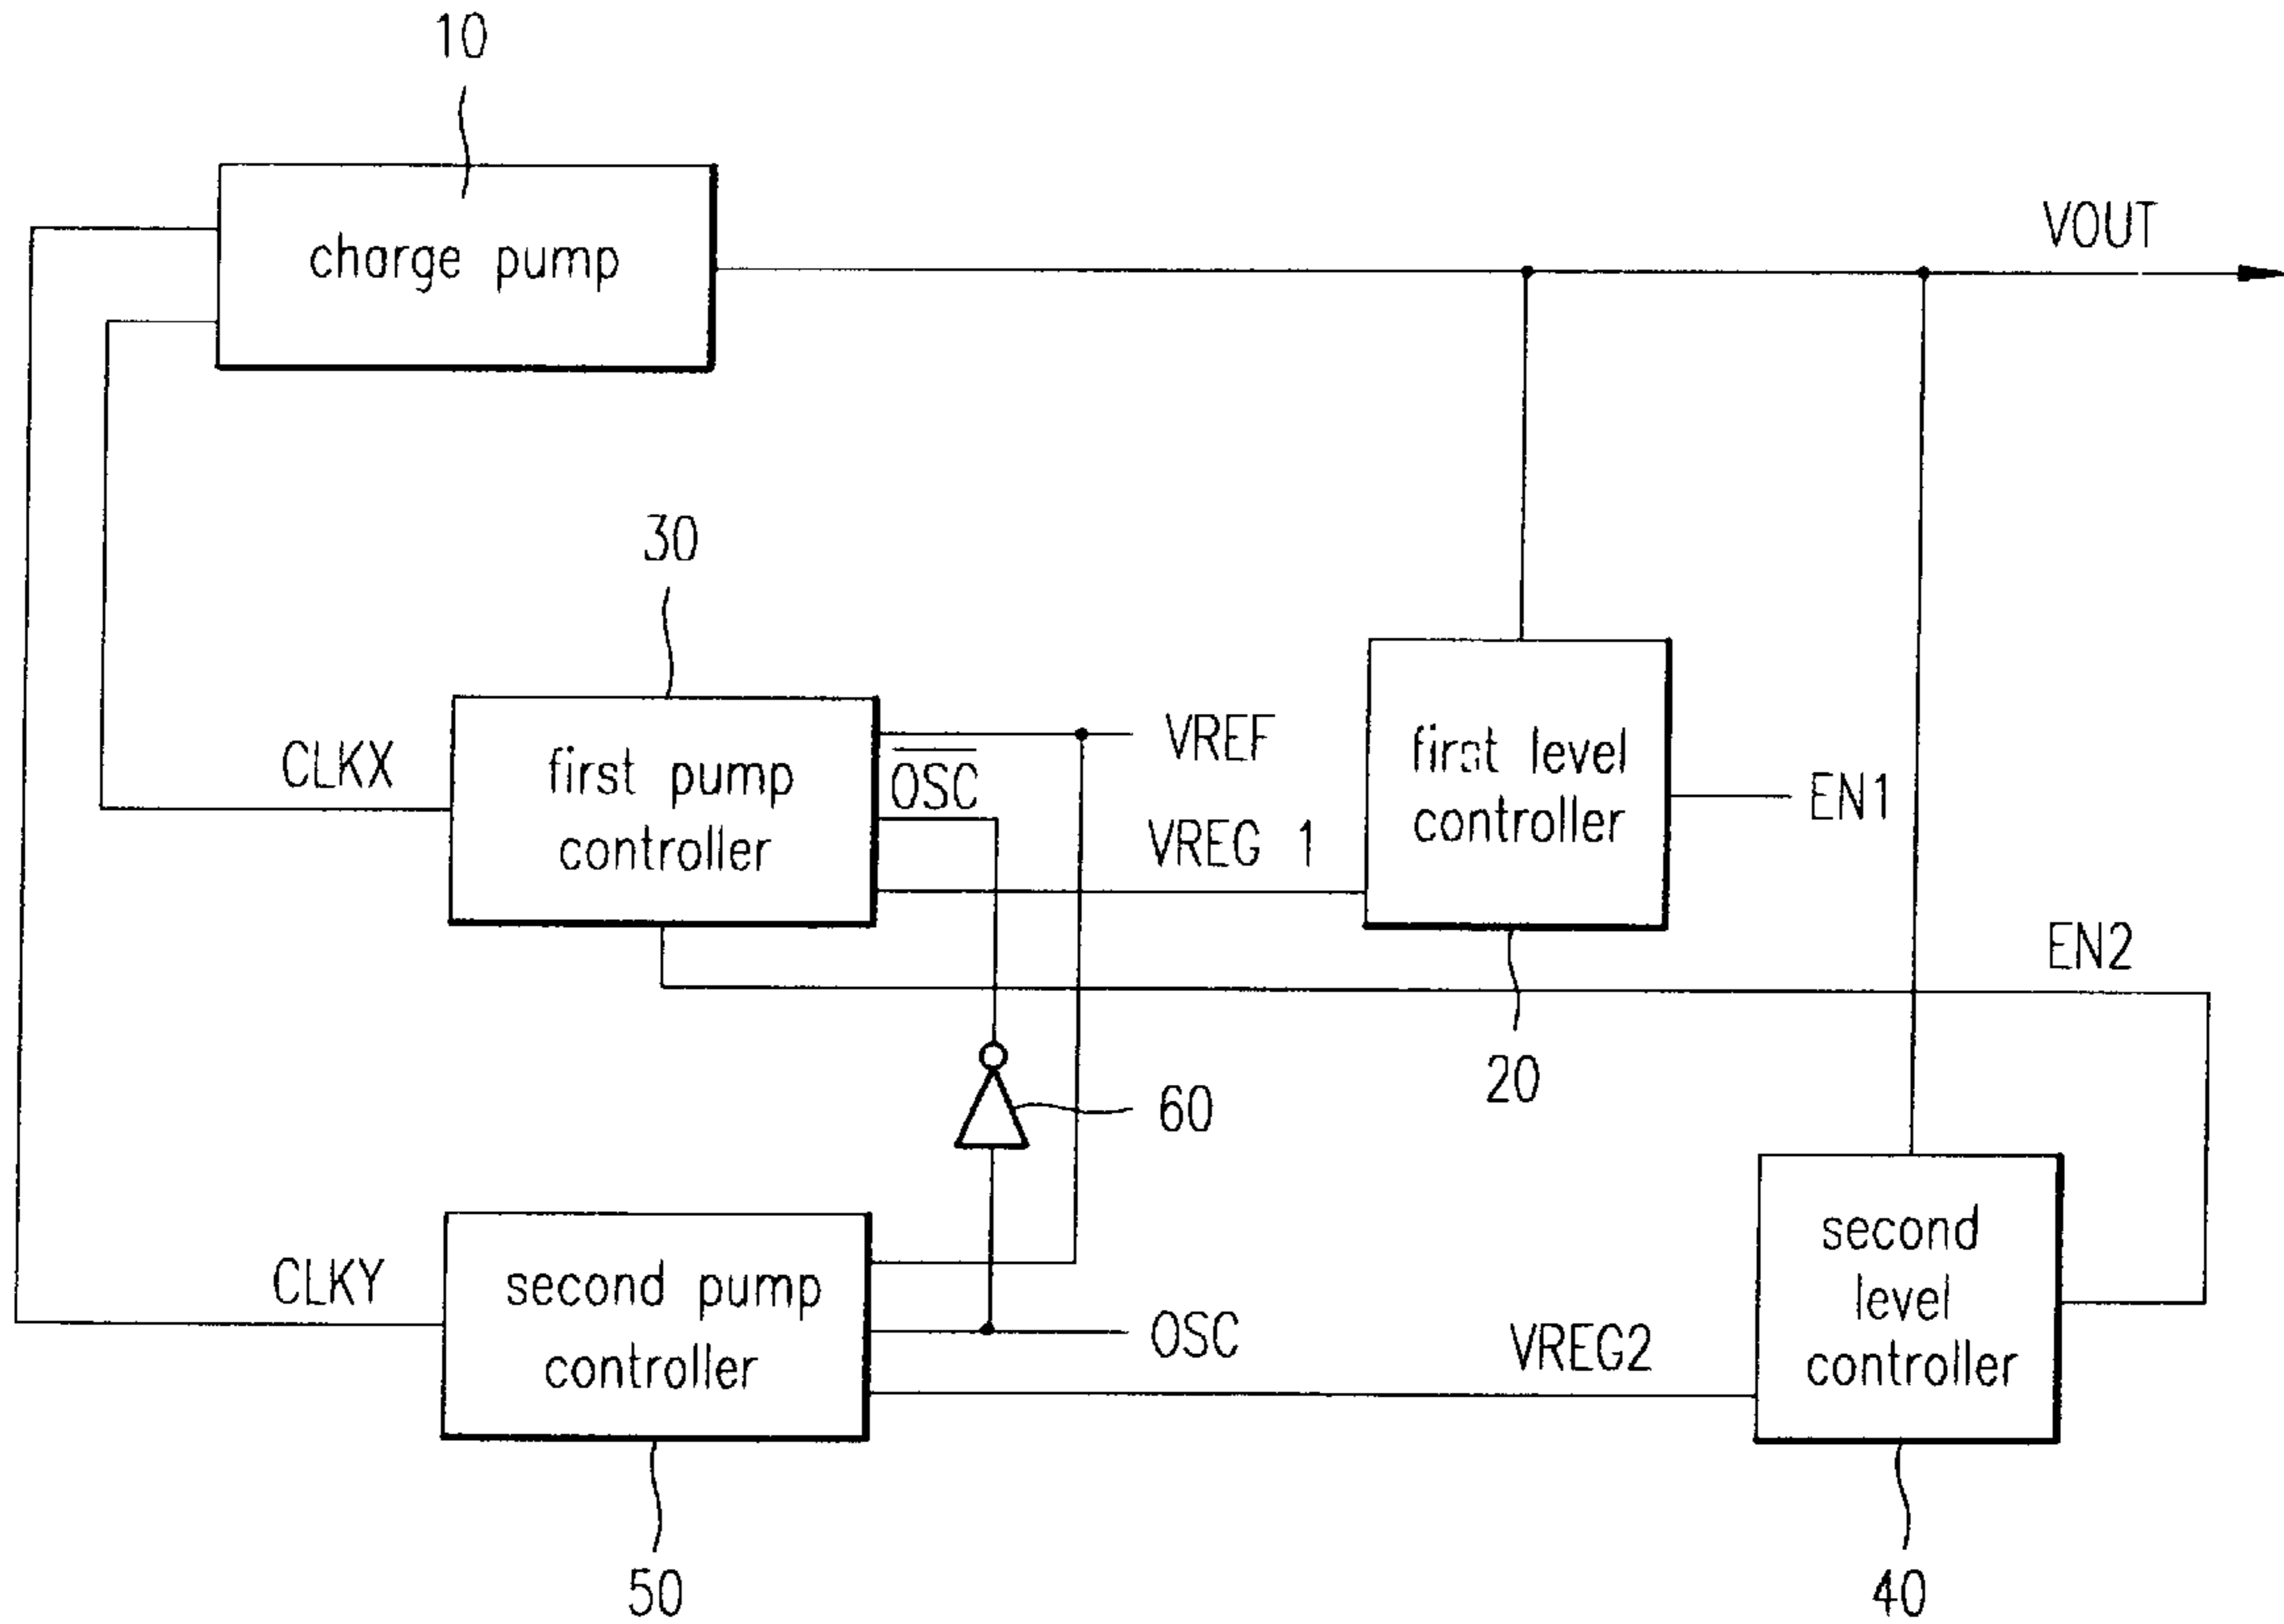 10
charge pump
VOUT
30
CLKX
first pump
controller
VREF
O̅S̅C̅
VREG 1
first level
controller
EN1
EN2
20
60
CLKY
second pump
controller
OSC
VREG2
second
level
controller
50
40